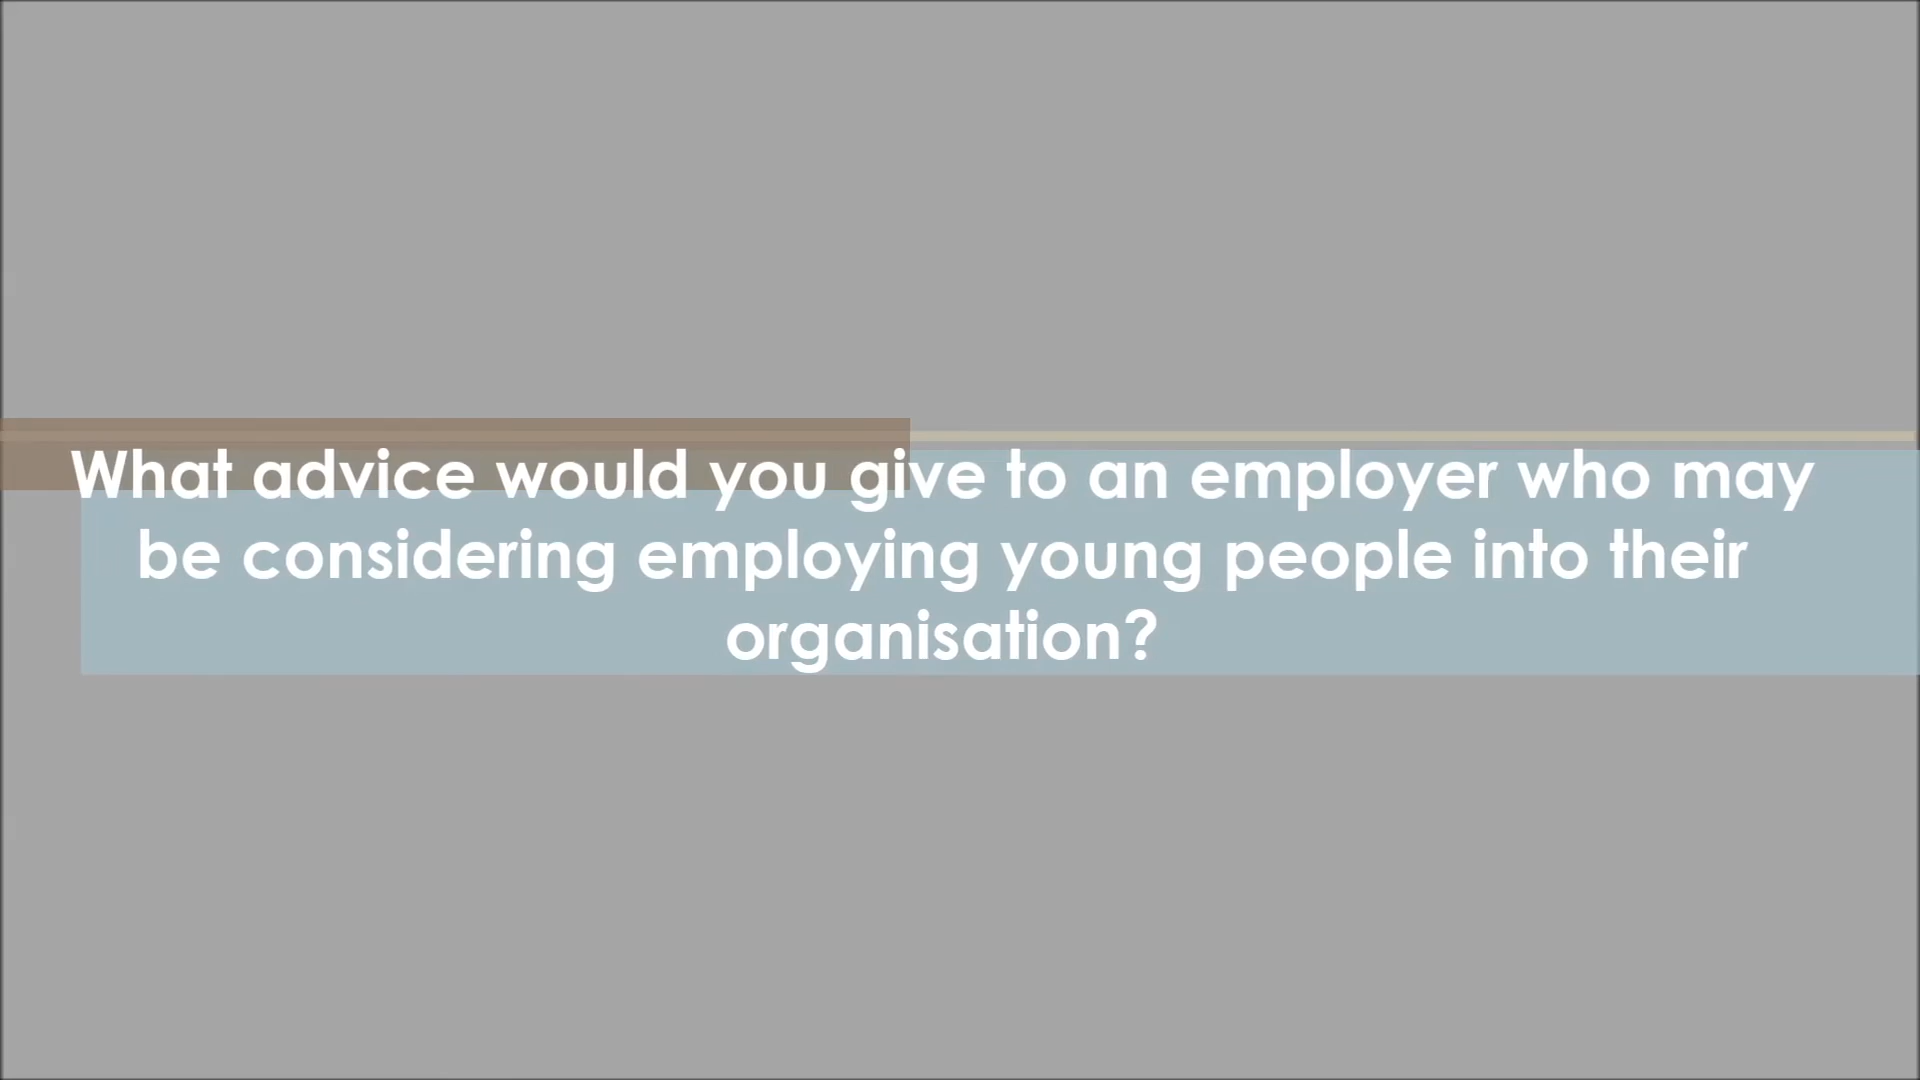 What advice would you give to an employer who may
be considering employing young people into their
organisation?